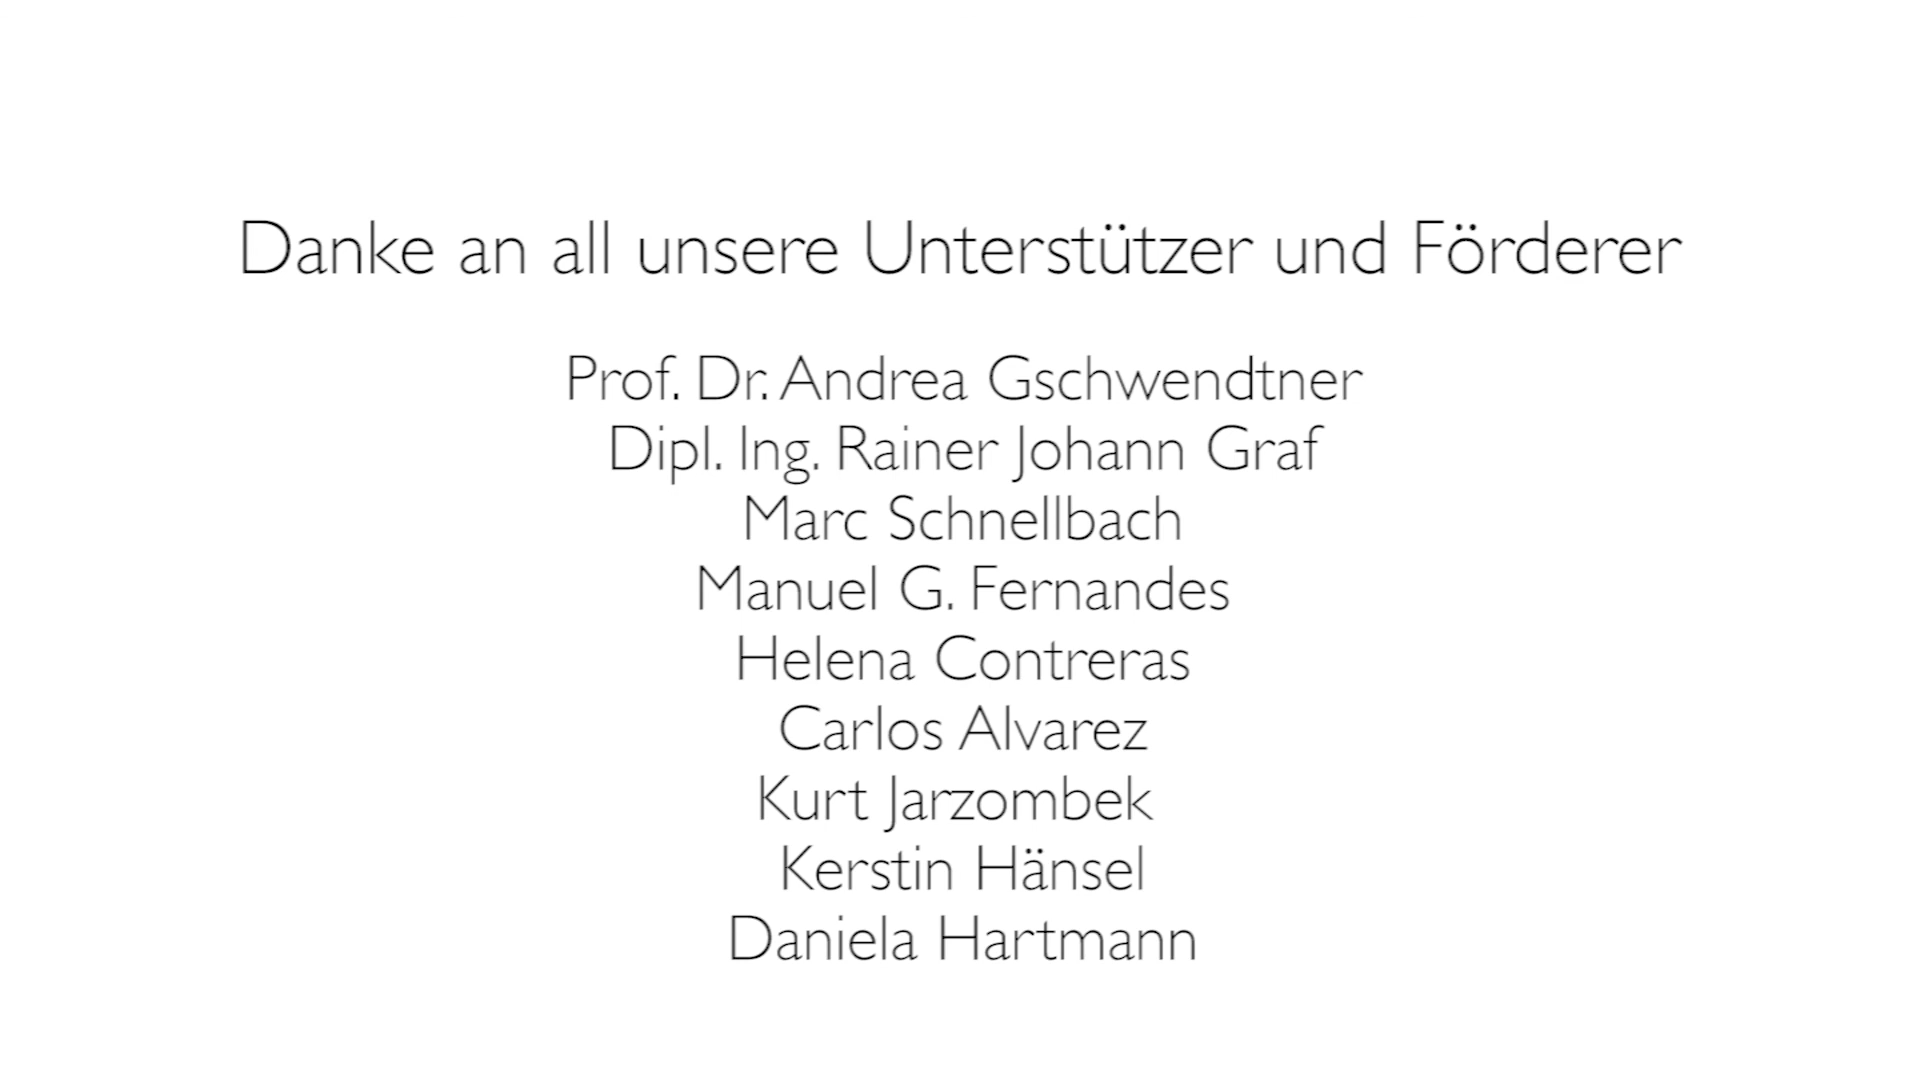 Danke an all unsere Unterstützer und Förderer
Prof. Dr. Andrea Gschwendtner
Dipl. Ing. Rainer Johann Graf
Marc Schnellbach
Manuel G. Fernandes
Helena Contreras
Carlos Alvarez
Kurt Jarzombek
Kerstin Hänsel
Daniela Hartmann